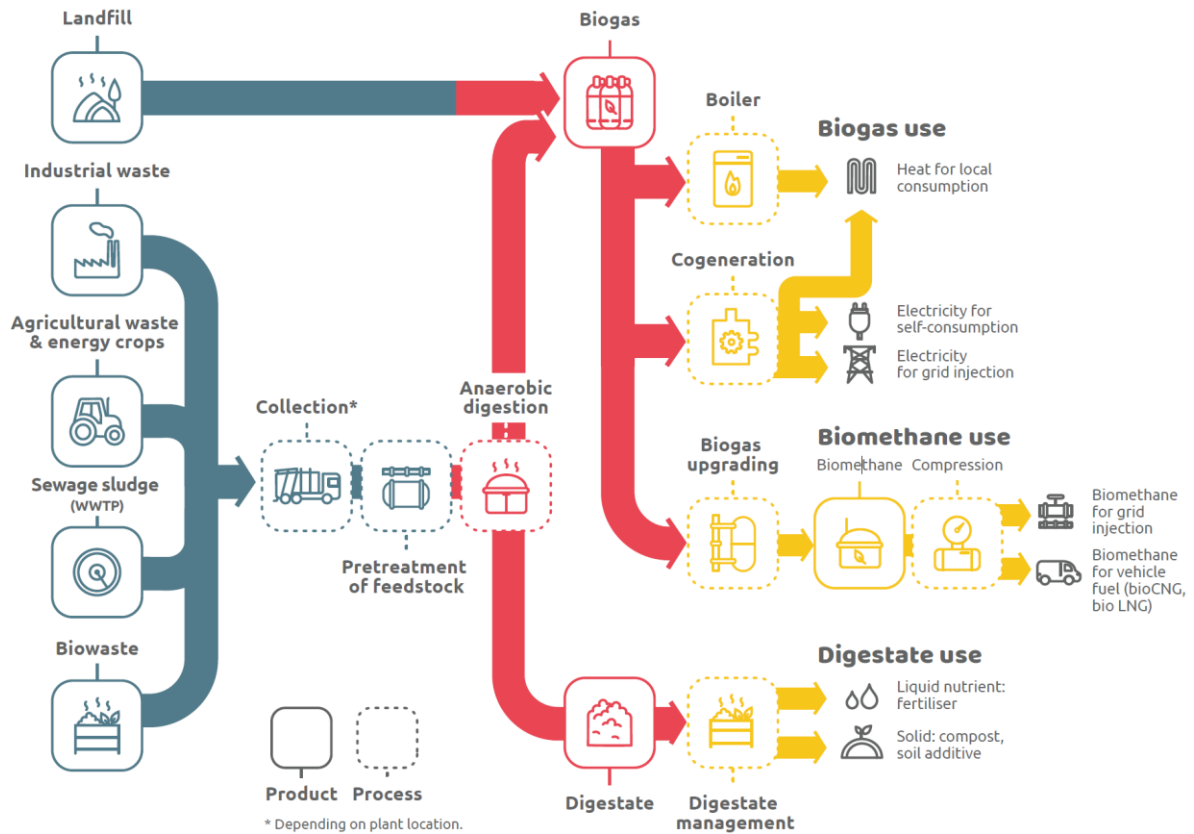 Landfill
Industrial waste
Agricultural waste
& energy crops
Sewage sludge
(WWTP)
Biowaste
Collection*
Pretreatment
of feedstock
Anaerobic
digestion
Biogas
Boiler
Biogas use
Heat for local
consumption
Cogeneration
Electricity for
self-consumption
Electricity
for grid injection
Biogas
upgrading
Biomethane use
Biomethane
Compression
Biomethane
for grid
injection
Biomethane
for vehicle
fuel (bioCNG,
bio LNG)
Digestate use
Liquid nutrient:
fertiliser
Solid: compost,
soil additive
Digestate
Digestate
management
Product
Process
* Depending on plant location.